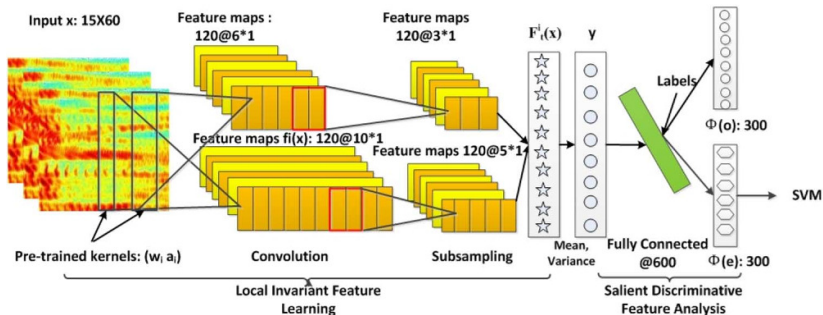 Input x: 15X60
Feature maps :
120@6*1
Feature maps
120@3*1
F_t^i(x)
y
Labels
Φ(o): 300
Feature maps fi(x): 120@10*1
Feature maps 120@5*1
SVM
Pre-trained kernels: (wᵢ aᵢ)
Convolution
Subsampling
Mean,
Variance
Fully Connected
@600
Φ(e): 300
Local Invariant Feature
Learning
Salient Discriminative
Feature Analysis